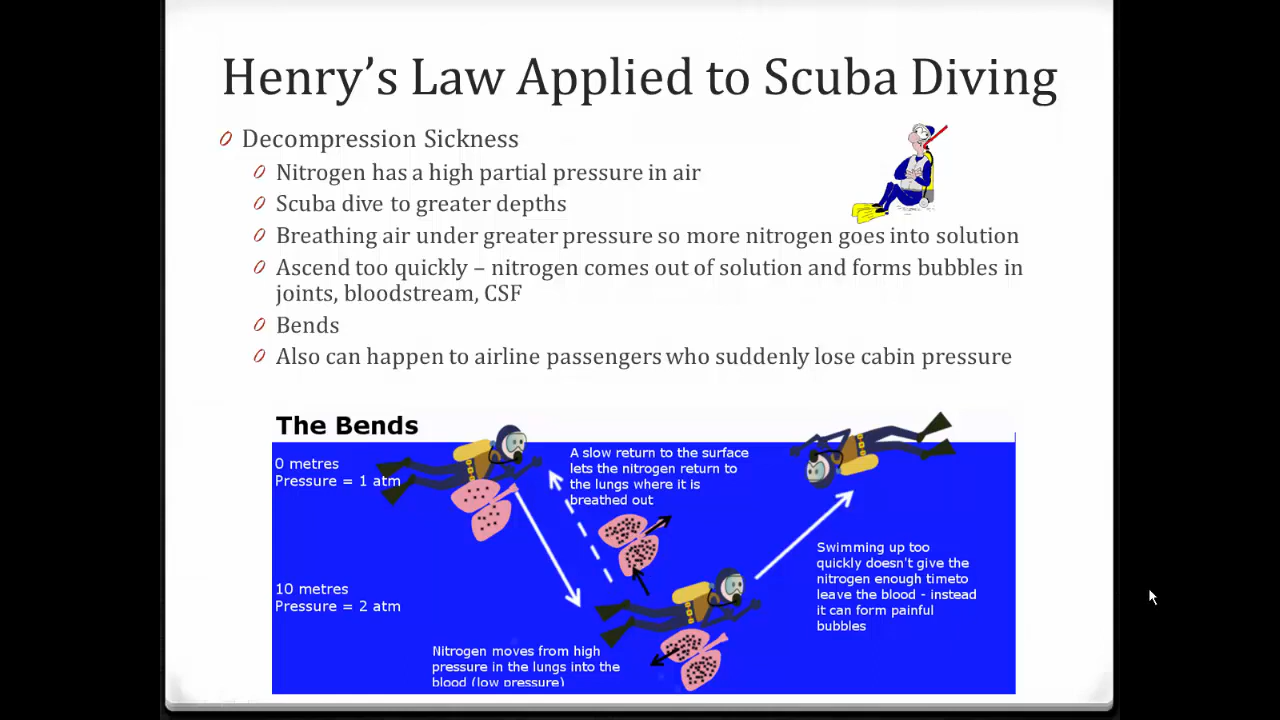 Henry's Law Applied to Scuba Diving
Decompression Sickness
Nitrogen has a high partial pressure in air
Scuba dive to greater depths
Breathing air under greater pressure so more nitrogen goes into solution
Ascend too quickly – nitrogen comes out of solution and forms bubbles in
joints, bloodstream, CSF
Bends
Also can happen to airline passengers who suddenly lose cabin pressure
The Bends
0 metres
Pressure = 1 atm
A slow return to the surface
lets the nitrogen return to
the lungs where it is
breathed out
10 metres
Pressure = 2 atm
Swimming up too
quickly doesn't give the
nitrogen enough timeto
leave the blood - instead
it can form painful
bubbles
Nitrogen moves from high
pressure in the lungs into the
blood (low pressure)